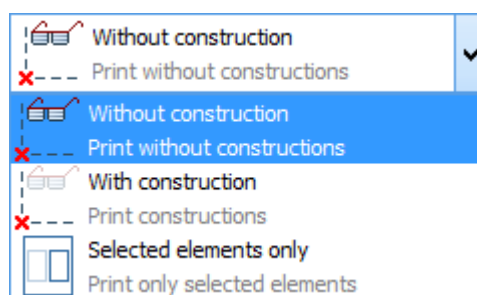 Without construction
Print without constructions
Without construction
Print without constructions
With construction
Print constructions
Selected elements only
Print only selected elements